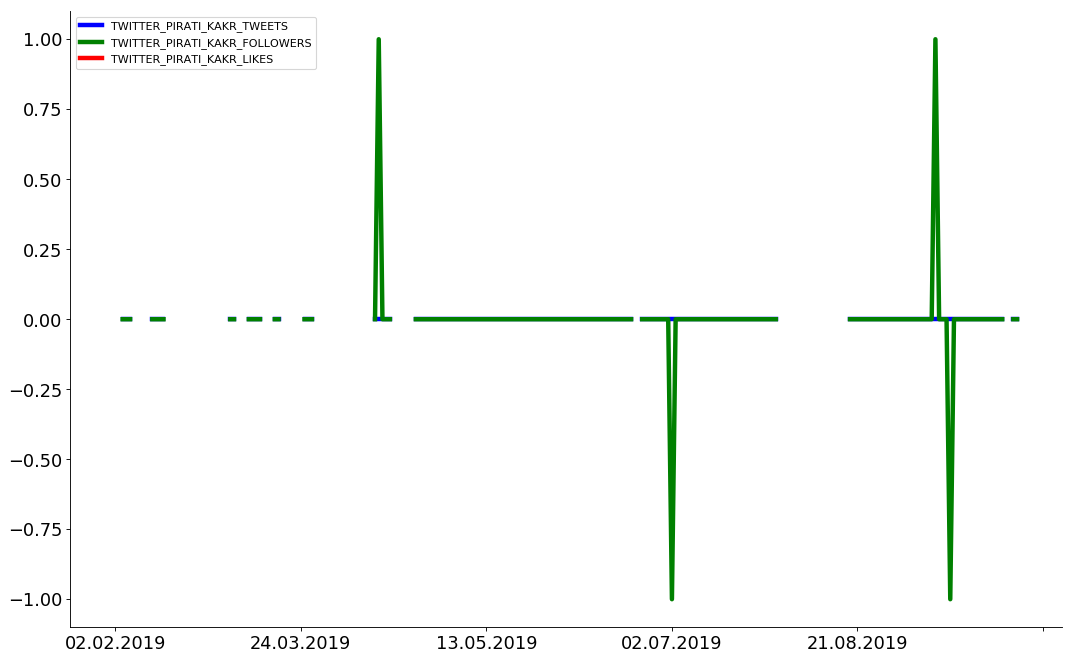 TWITTER_PIRATI_KAKR_TWEETS
TWITTER_PIRATI_KAKR_FOLLOWERS
TWITTER_PIRATI_KAKR_LIKES
1.00
0.75
0.50
0.25
0.00
−0.25
−0.50
−0.75
−1.00
02.02.2019 24.03.2019 13.05.2019 02.07.2019 21.08.2019